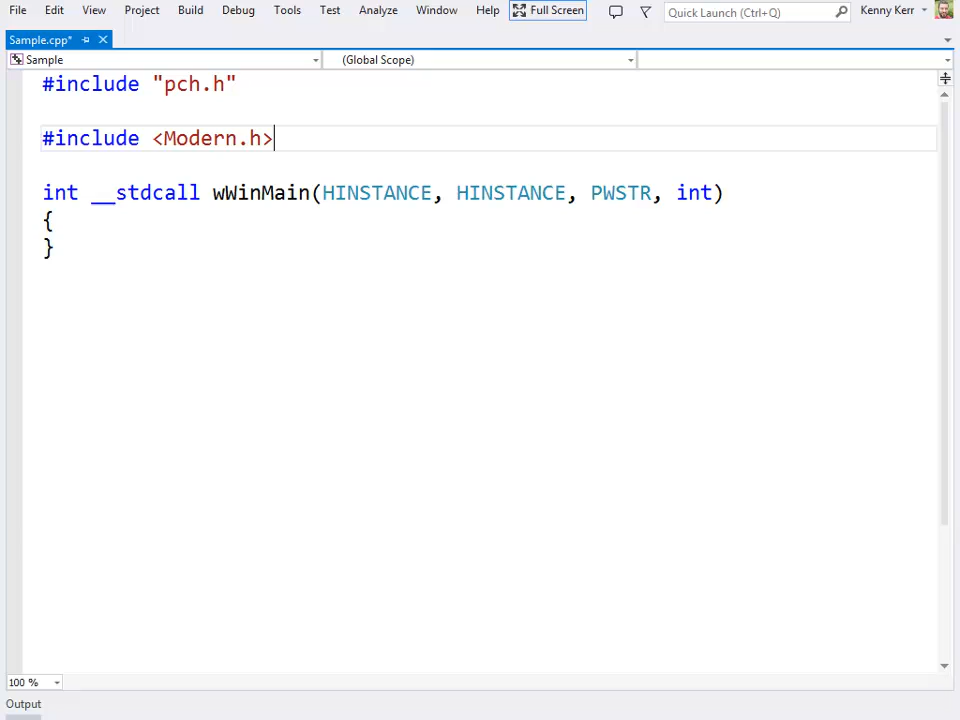 File Edit View Project Build Debug Tools Test Analyze Window Help Full Screen Quick Launch (Ctrl+Q) Kenny Kerr
Sample.cpp*
Sample (Global Scope)
#include "pch.h"
#include <Modern.h>
int __stdcall wWinMain(HINSTANCE, HINSTANCE, PWSTR, int)
{
}
100 %
Output